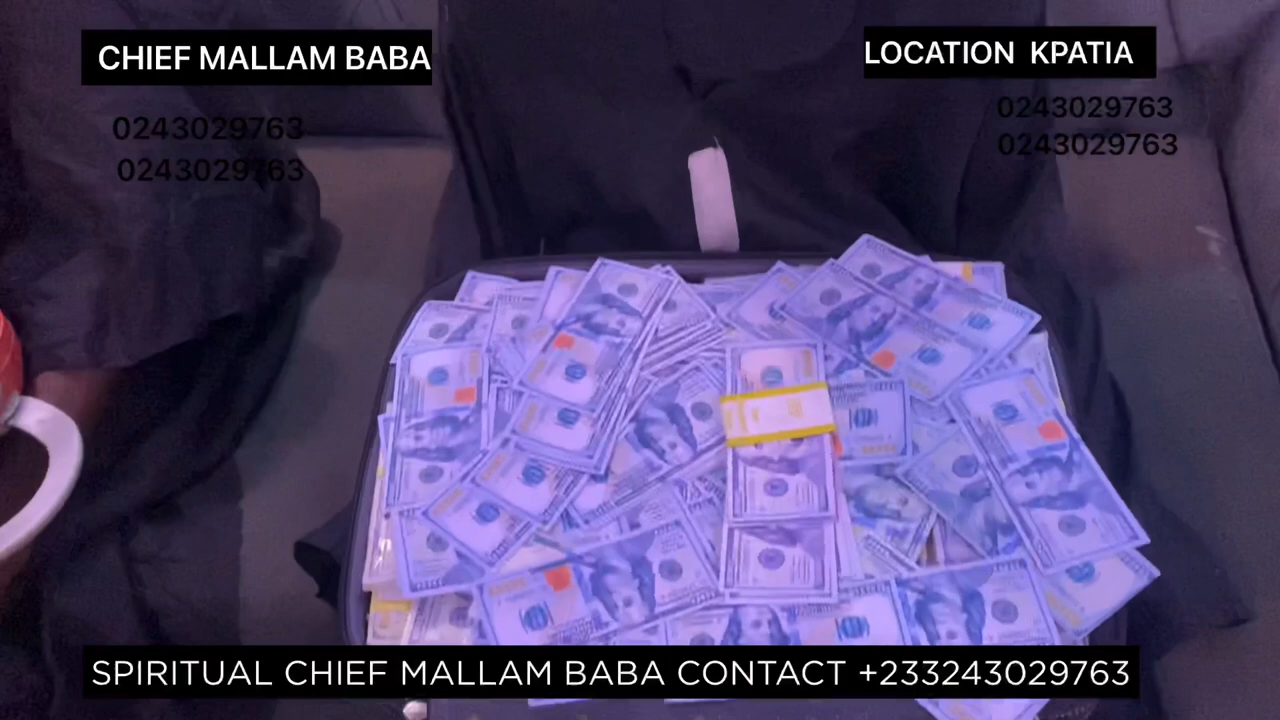 CHIEF MALLAM BABA
0243029763
0243029763
LOCATION KPATIA
0243029763
0243029763
SPIRITUAL CHIEF MALLAM BABA CONTACT +233243029763